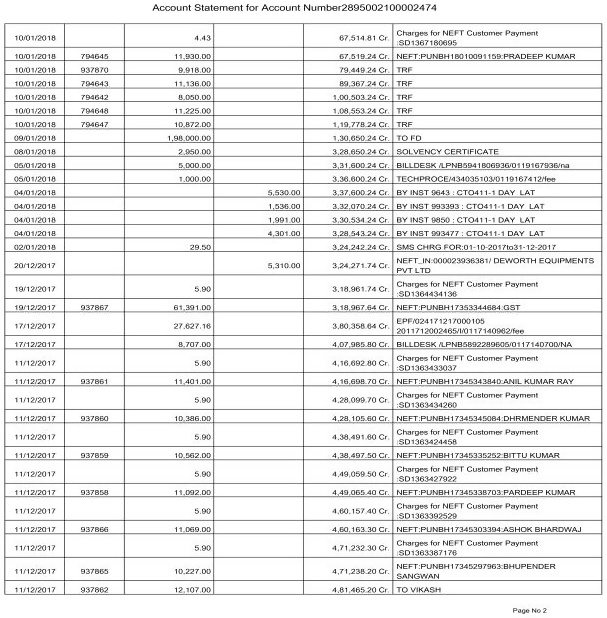 Account Statement for Account Number2895002100002474
10/01/2018 4.43 67,514.81 Cr. Charges for NEFT Customer Payment
:SD1367180695
10/01/2018 794645 11,930.00 67,519.24 Cr. NEFT:PUNBH18010091159:PRADEEP KUMAR
10/01/2018 937870 9,918.00 79,449.24 Cr. TRF
10/01/2018 794643 11,136.00 89,367.24 Cr. TRF
10/01/2018 794642 8,050.00 1,00,503.24 Cr. TRF
10/01/2018 794648 11,225.00 1,08,553.24 Cr. TRF
10/01/2018 794647 10,872.00 1,19,778.24 Cr. TRF
09/01/2018 1,98,000.00 1,30,650.24 Cr. TO FD
08/01/2018 2,950.00 3,28,650.24 Cr. SOLVENCY CERTIFICATE
05/01/2018 5,000.00 3,31,600.24 Cr. BILLDESK /LPNB5941806936/0119167936/na
05/01/2018 1,000.00 3,36,600.24 Cr. TECHPROCE/434035103/0119167412/fee
04/01/2018 5,530.00 3,37,600.24 Cr. BY INST 9643 : CTO411-1 DAY LAT
04/01/2018 1,536.00 3,32,070.24 Cr. BY INST 993393 : CTO411-1 DAY LAT
04/01/2018 1,991.00 3,30,534.24 Cr. BY INST 9850 : CTO411-1 DAY LAT
04/01/2018 4,301.00 3,28,543.24 Cr. BY INST 993477 : CTO411-1 DAY LAT
02/01/2018 29.50 3,24,242.24 Cr. SMS CHRG FOR:01-10-2017to31-12-2017
20/12/2017 5,310.00 3,24,271.74 Cr. NEFT_IN:000023936381/ DEWORTH EQUIPMENTS
PVT LTD
19/12/2017 5.90 3,18,961.74 Cr. Charges for NEFT Customer Payment
:SD1364434136
19/12/2017 937867 61,391.00 3,18,967.64 Cr. NEFT:PUNBH17353344684:GST
17/12/2017 27,627.16 3,80,358.64 Cr. EPF/024171217000105
2011712002465/I/0117140962/fee
17/12/2017 8,707.00 4,07,985.80 Cr. BILLDESK /LPNB5892289605/0117140700/NA
11/12/2017 5.90 4,16,692.80 Cr. Charges for NEFT Customer Payment
:SD1363433037
11/12/2017 937861 11,401.00 4,16,698.70 Cr. NEFT:PUNBH17345343840:ANIL KUMAR RAY
11/12/2017 5.90 4,28,099.70 Cr. Charges for NEFT Customer Payment
:SD1363434260
11/12/2017 937860 10,386.00 4,28,105.60 Cr. NEFT:PUNBH17345345084:DHRMENDER KUMAR
11/12/2017 5.90 4,38,491.60 Cr. Charges for NEFT Customer Payment
:SD1363424458
11/12/2017 937859 10,562.00 4,38,497.50 Cr. NEFT:PUNBH17345335252:BITTU KUMAR
11/12/2017 5.90 4,49,059.50 Cr. Charges for NEFT Customer Payment
:SD1363427922
11/12/2017 937858 11,092.00 4,49,065.40 Cr. NEFT:PUNBH17345338703:PARDEEP KUMAR
11/12/2017 5.90 4,60,157.40 Cr. Charges for NEFT Customer Payment
:SD1363392529
11/12/2017 937866 11,069.00 4,60,163.30 Cr. NEFT:PUNBH17345303394:ASHOK BHARDWAJ
11/12/2017 5.90 4,71,232.30 Cr. Charges for NEFT Customer Payment
:SD1363387176
11/12/2017 937865 10,227.00 4,71,238.20 Cr. NEFT:PUNBH17345297963:BHUPENDER
SANGWAN
11/12/2017 937862 12,107.00 4,81,465.20 Cr. TO VIKASH
Page No 2